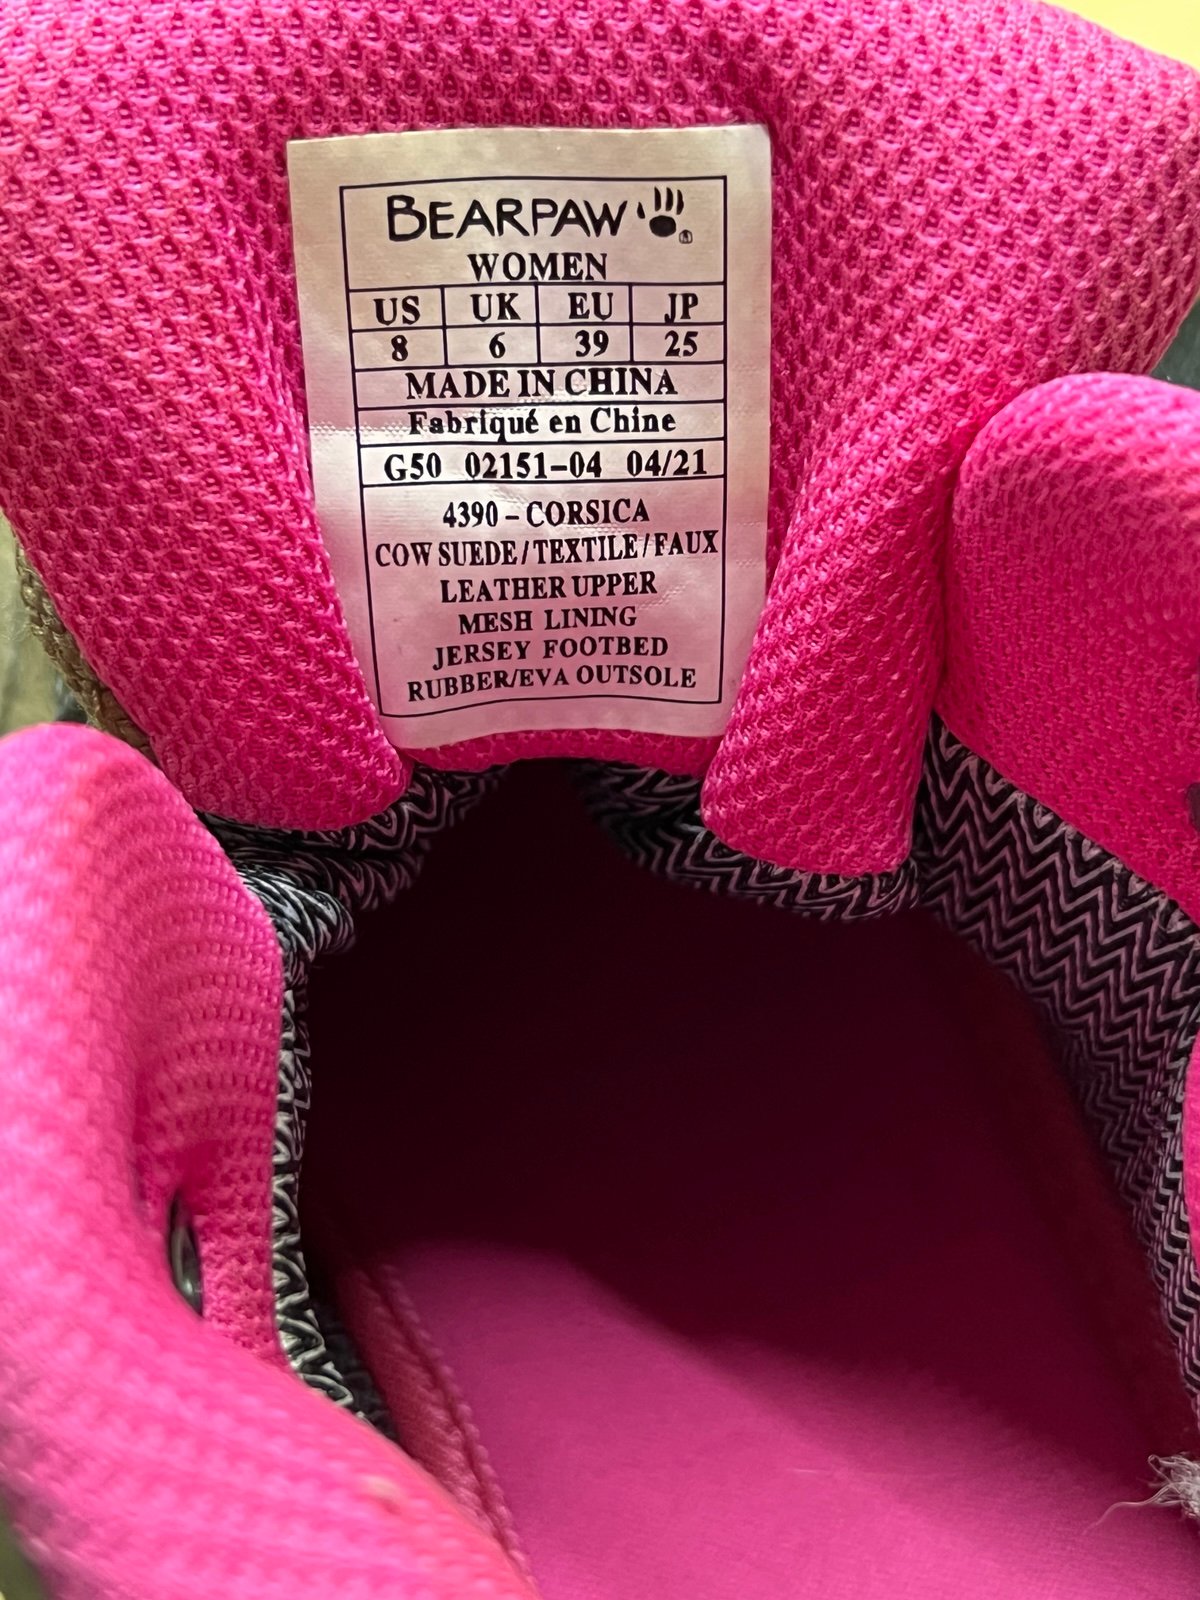 BEARPAW
WOMEN
US UK EU JP
8 6 39 25
MADE IN CHINA
Fabriqué en Chine
G50 02151-04 04/21
4390 - CORSICA
COW SUEDE/TEXTILE/FAUX
LEATHER UPPER
MESH LINING
JERSEY FOOTBED
RUBBER/EVA OUTSOLE